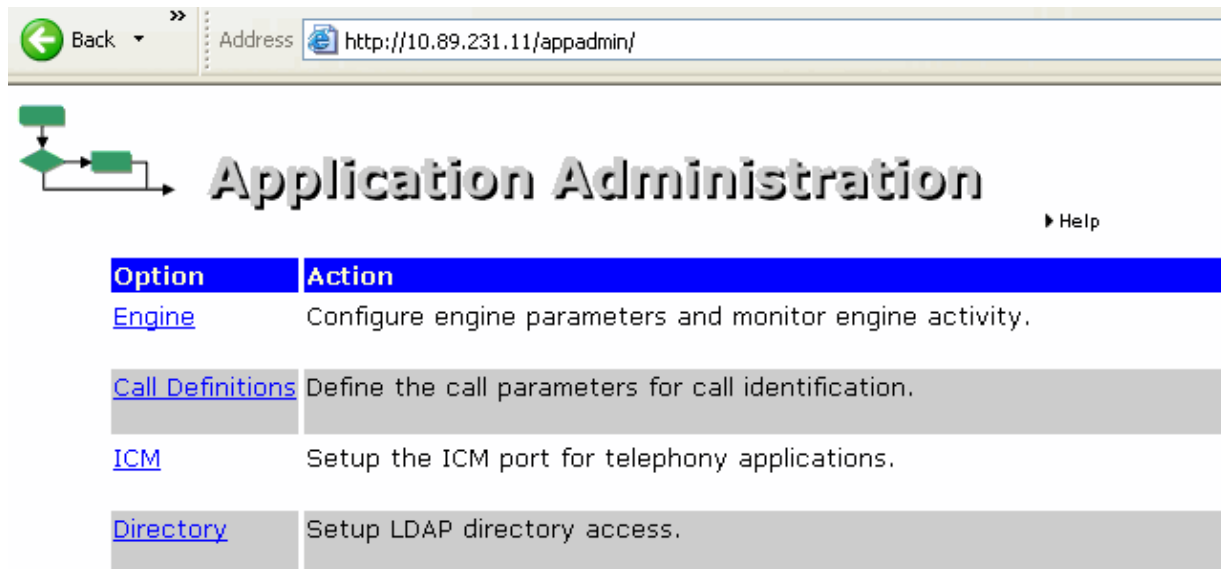 Back » Address http://10.89.231.11/appadmin/
Application Administration
Help
Option Action
Engine Configure engine parameters and monitor engine activity.
Call Definitions Define the call parameters for call identification.
ICM Setup the ICM port for telephony applications.
Directory Setup LDAP directory access.